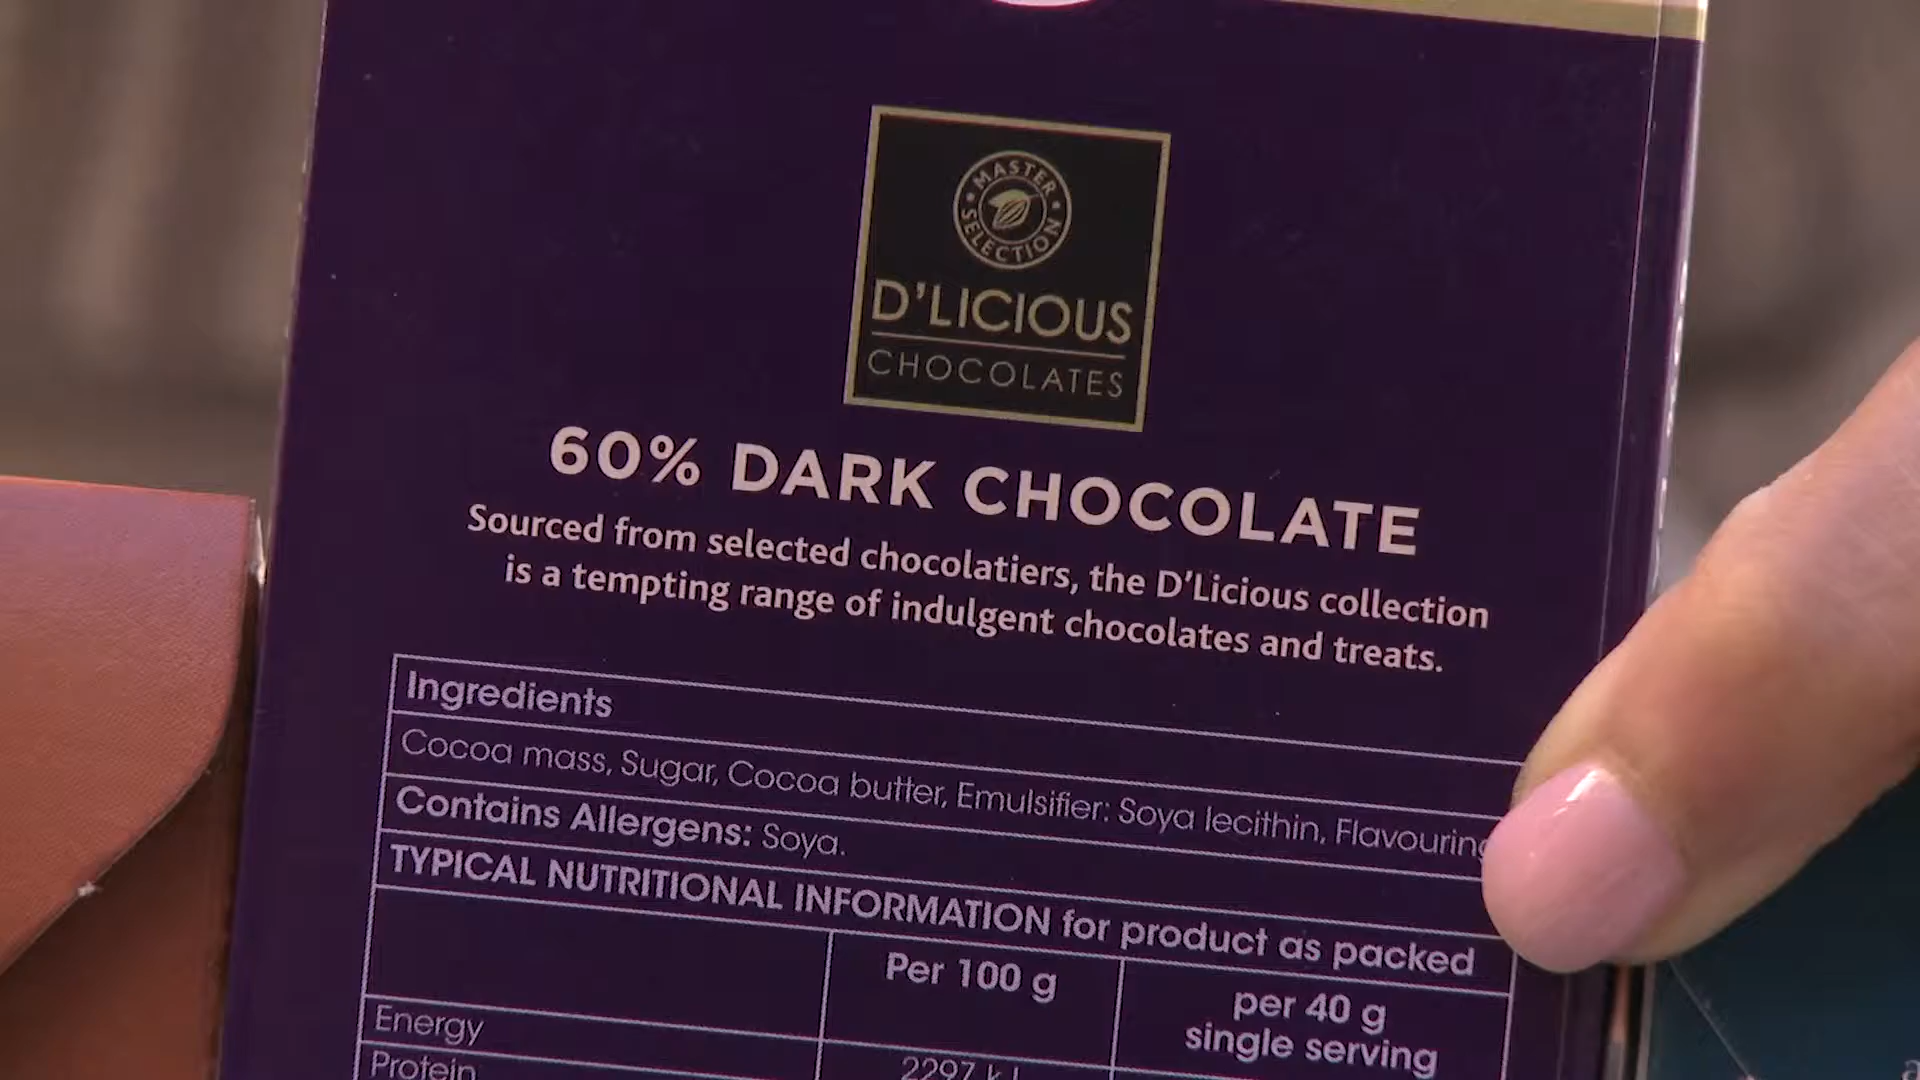 MASTER
SELECTION
D'LICIOUS
CHOCOLATES
60% DARK CHOCOLATE
Sourced from selected chocolatiers, the D'Licious collection
is a tempting range of indulgent chocolates and treats.
Ingredients
Cocoa mass, Sugar, Cocoa butter, Emulsifier: Soya lecithin, Flavouring
Contains Allergens: Soya.
TYPICAL NUTRITIONAL INFORMATION for product as packed
Per 100 g
per 40 g
single serving
Energy
2297 kJ
Protein